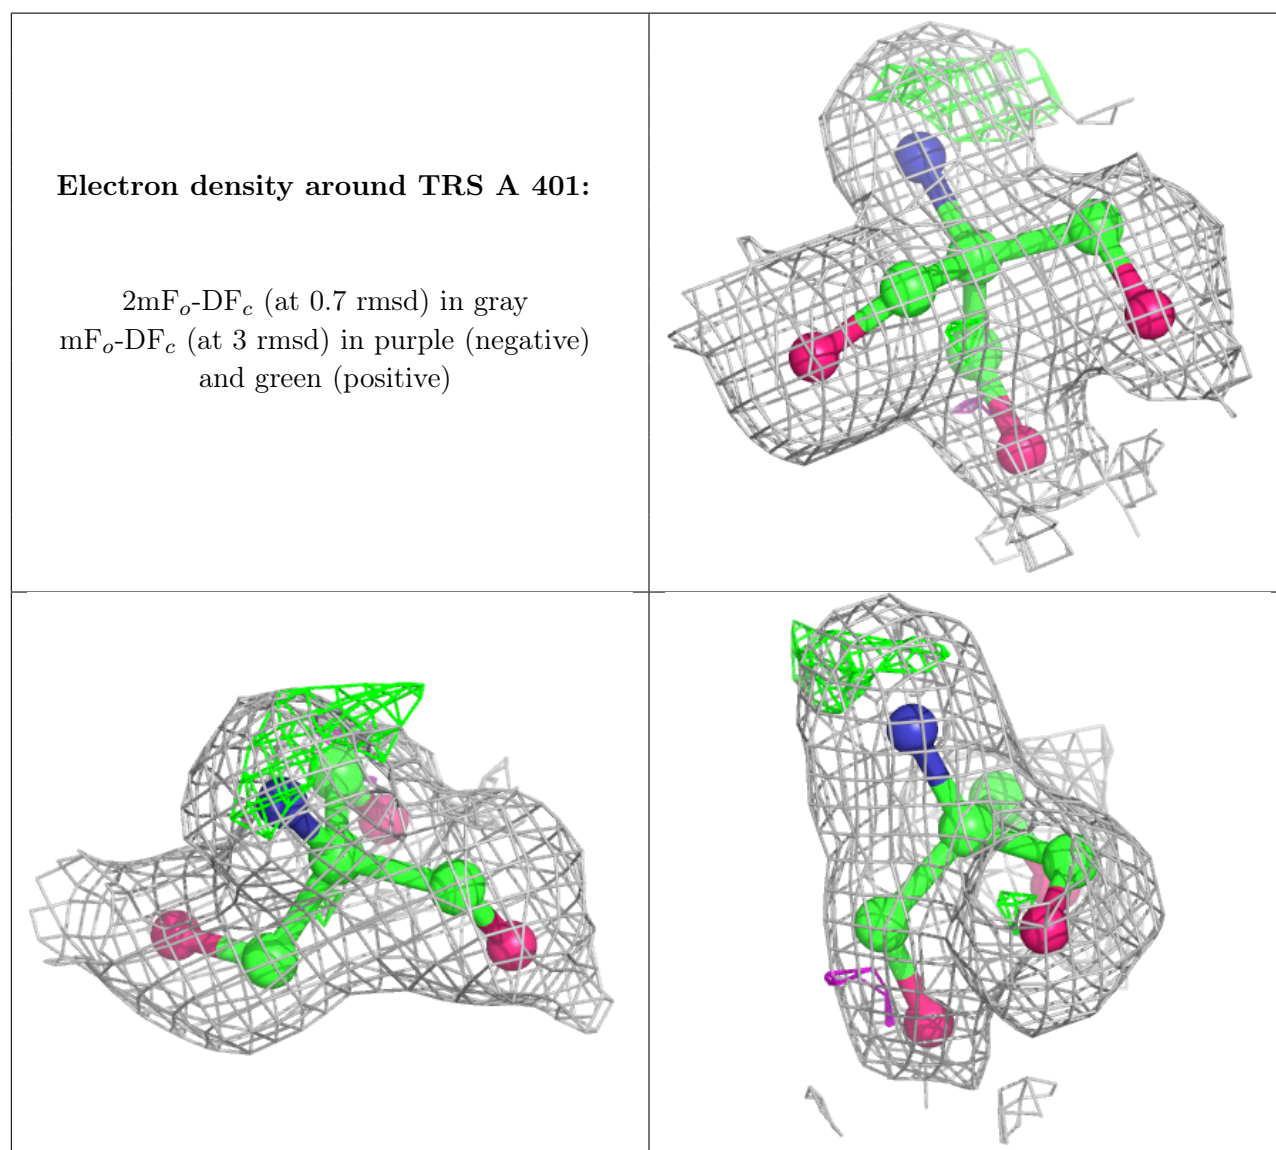 Electron density around TRS A 401:
2mFo-DFc (at 0.7 rmsd) in gray
mFo-DFc (at 3 rmsd) in purple (negative)
and green (positive)